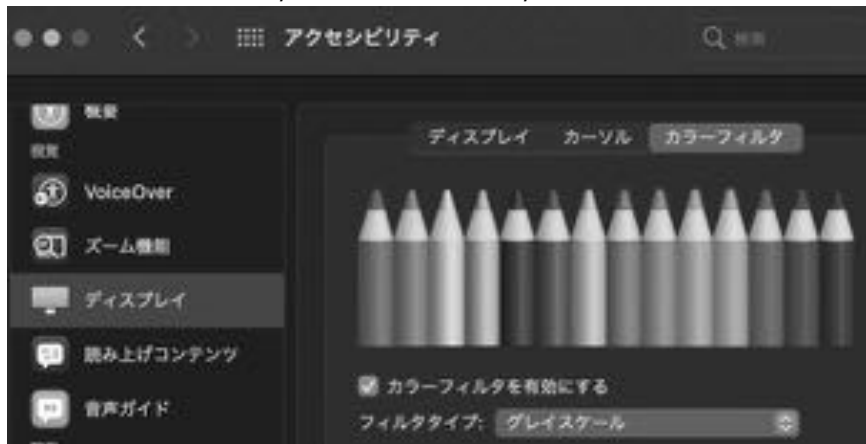 アクセシビリティ
検索
概要
視覚
VoiceOver
ズーム機能
ディスプレイ
読み上げコンテンツ
音声ガイド
ディスプレイ カーソル カラーフィルタ
カラーフィルタを有効にする
フィルタタイプ: グレイスケール